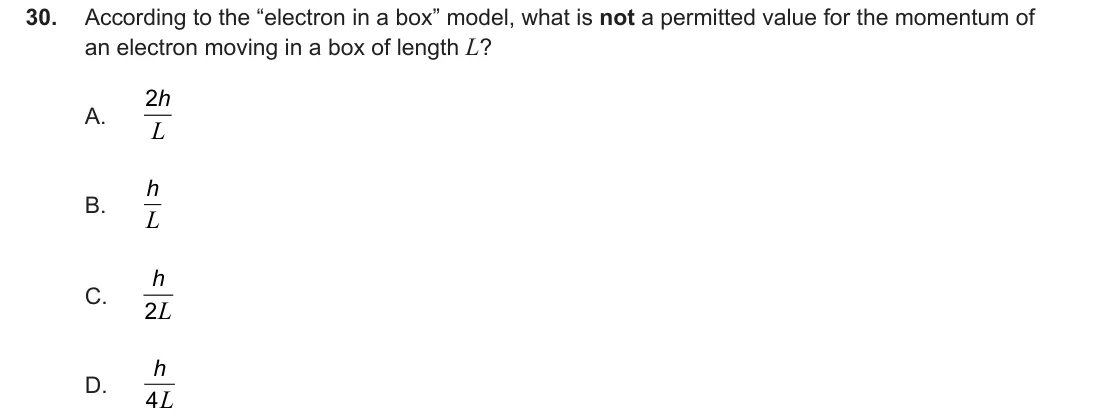 30. According to the “electron in a box” model, what is not a permitted value for the momentum of
an electron moving in a box of length L?
A. 2h/L
B. h/L
C. h/2L
D. h/4L